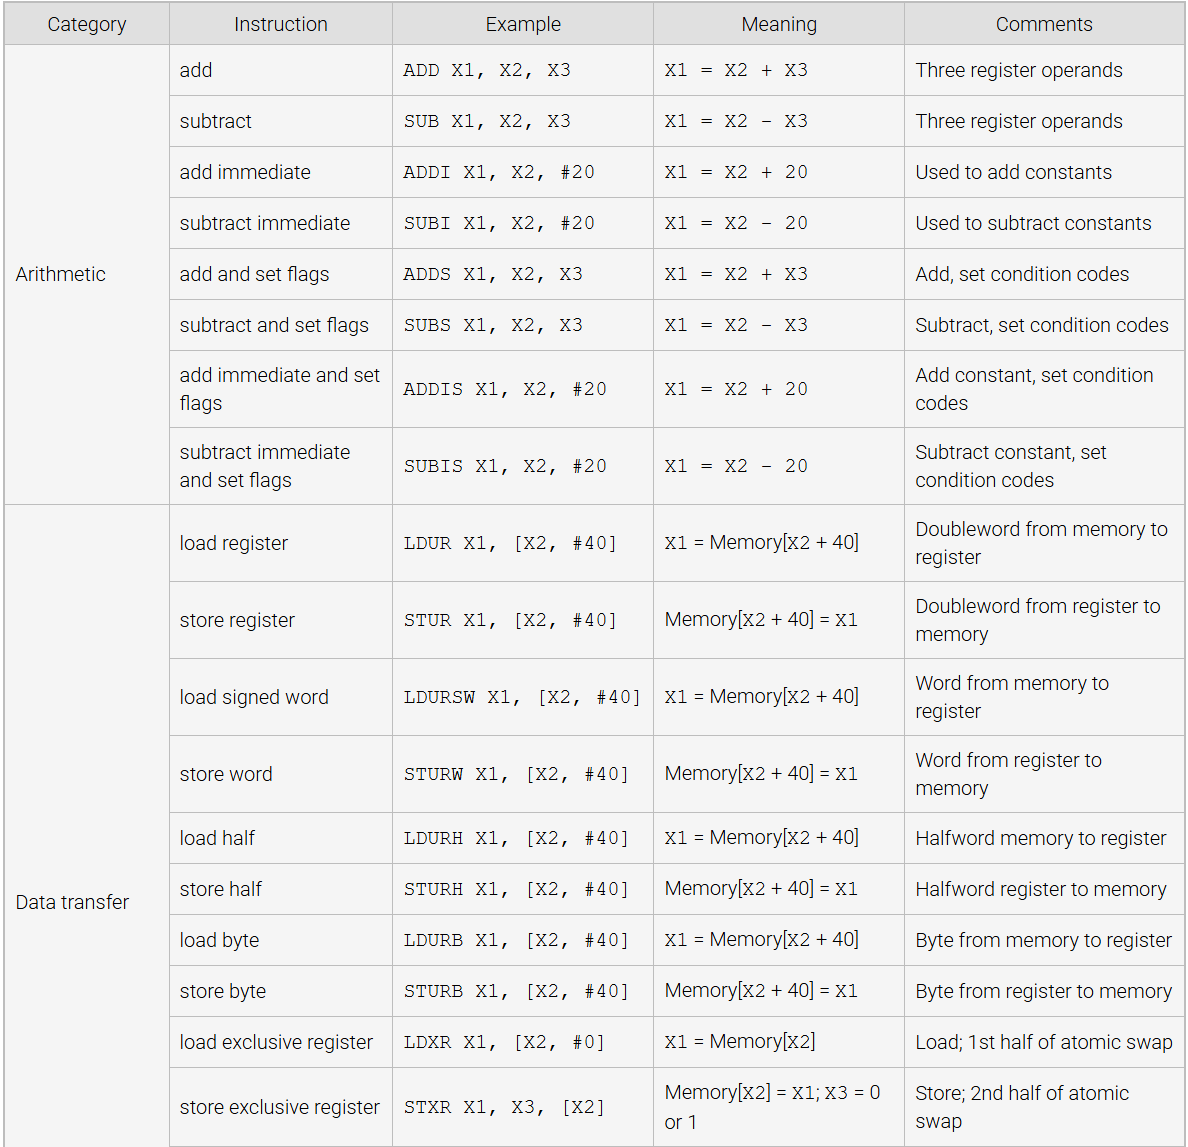 Category Instruction Example Meaning Comments
Arithmetic
add ADD X1, X2, X3 X1 = X2 + X3 Three register operands
subtract SUB X1, X2, X3 X1 = X2 - X3 Three register operands
add immediate ADDI X1, X2, #20 X1 = X2 + 20 Used to add constants
subtract immediate SUBI X1, X2, #20 X1 = X2 - 20 Used to subtract constants
add and set flags ADDS X1, X2, X3 X1 = X2 + X3 Add, set condition codes
subtract and set flags SUBS X1, X2, X3 X1 = X2 - X3 Subtract, set condition codes
add immediate and set
flags
ADDIS X1, X2, #20 X1 = X2 + 20
Add constant, set condition
codes
subtract immediate
and set flags
SUBIS X1, X2, #20 X1 = X2 - 20
Subtract constant, set
condition codes
Data transfer
load register LDUR X1, [X2, #40] X1 = Memory[X2 + 40]
Doubleword from memory to
register
store register STUR X1, [X2, #40] Memory[X2 + 40] = X1
Doubleword from register to
memory
load signed word LDURSW X1, [X2, #40] X1 = Memory[X2 + 40]
Word from memory to
register
store word STURW X1, [X2, #40] Memory[X2 + 40] = X1
Word from register to
memory
load half LDURH X1, [X2, #40] X1 = Memory[X2 + 40] Halfword memory to register
store half STURH X1, [X2, #40] Memory[X2 + 40] = X1 Halfword register to memory
load byte LDURB X1, [X2, #40] X1 = Memory[X2 + 40] Byte from memory to register
store byte STURB X1, [X2, #40] Memory[X2 + 40] = X1 Byte from register to memory
load exclusive register LDXR X1, [X2, #0] X1 = Memory[X2] Load; 1st half of atomic swap
store exclusive register STXR X1, X3, [X2]
Memory[X2] = X1; X3 = 0
or 1
Store; 2nd half of atomic
swap